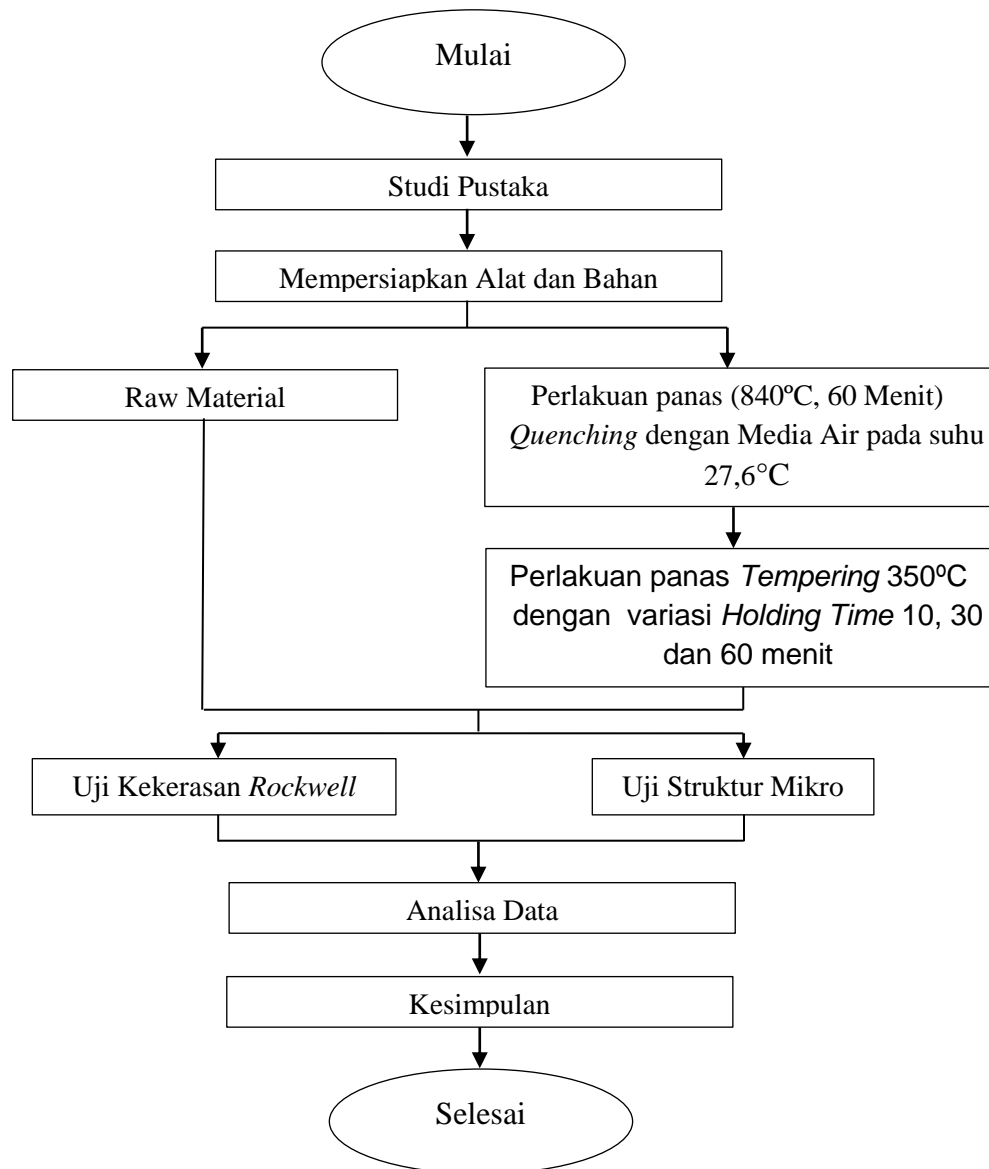 Mulai
Studi Pustaka
Mempersiapkan Alat dan Bahan
Raw Material
Perlakuan panas (840ºC, 60 Menit)
Quenching dengan Media Air pada suhu
27,6°C
Perlakuan panas Tempering 350ºC
dengan variasi Holding Time 10, 30
dan 60 menit
Uji Kekerasan Rockwell
Uji Struktur Mikro
Analisa Data
Kesimpulan
Selesai